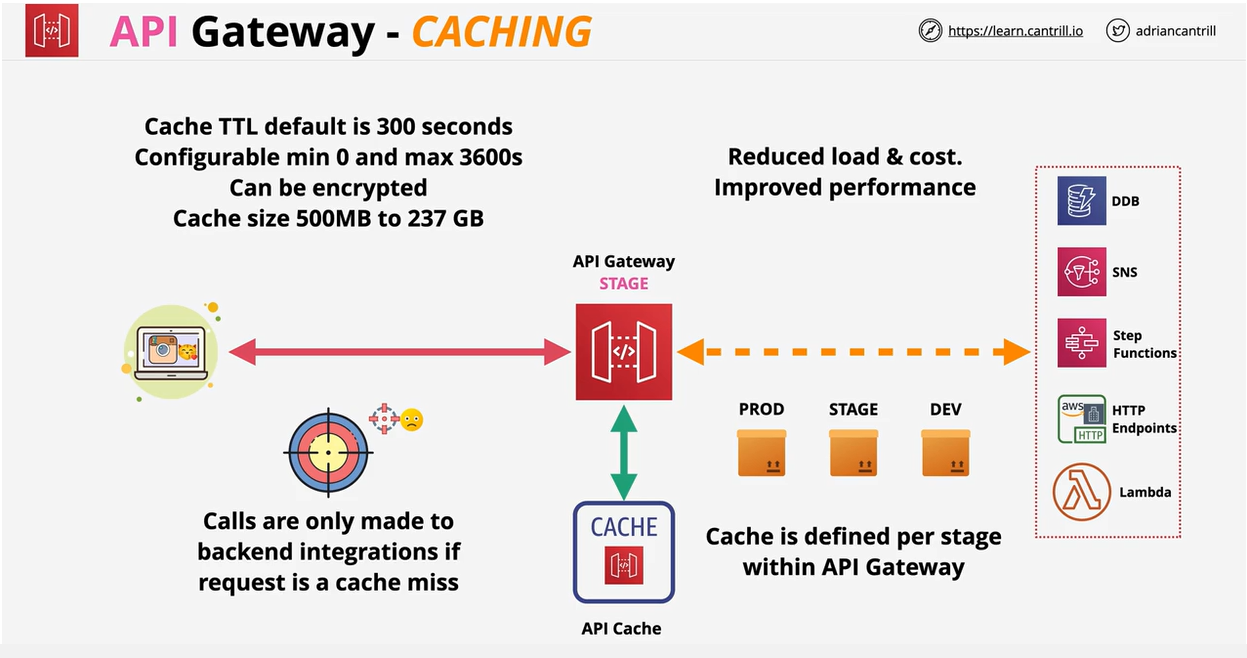 API Gateway - CACHING
https://learn.cantrill.io
adriancantrill
Cache TTL default is 300 seconds
Configurable min 0 and max 3600s
Can be encrypted
Cache size 500MB to 237 GB
Reduced load & cost.
Improved performance
API Gateway
STAGE
</>
DDB
SNS
Step
Functions
aws
HTTP
HTTP
Endpoints
Lambda
PROD
STAGE
DEV
Calls are only made to
backend integrations if
request is a cache miss
CACHE
API Cache
Cache is defined per stage
within API Gateway